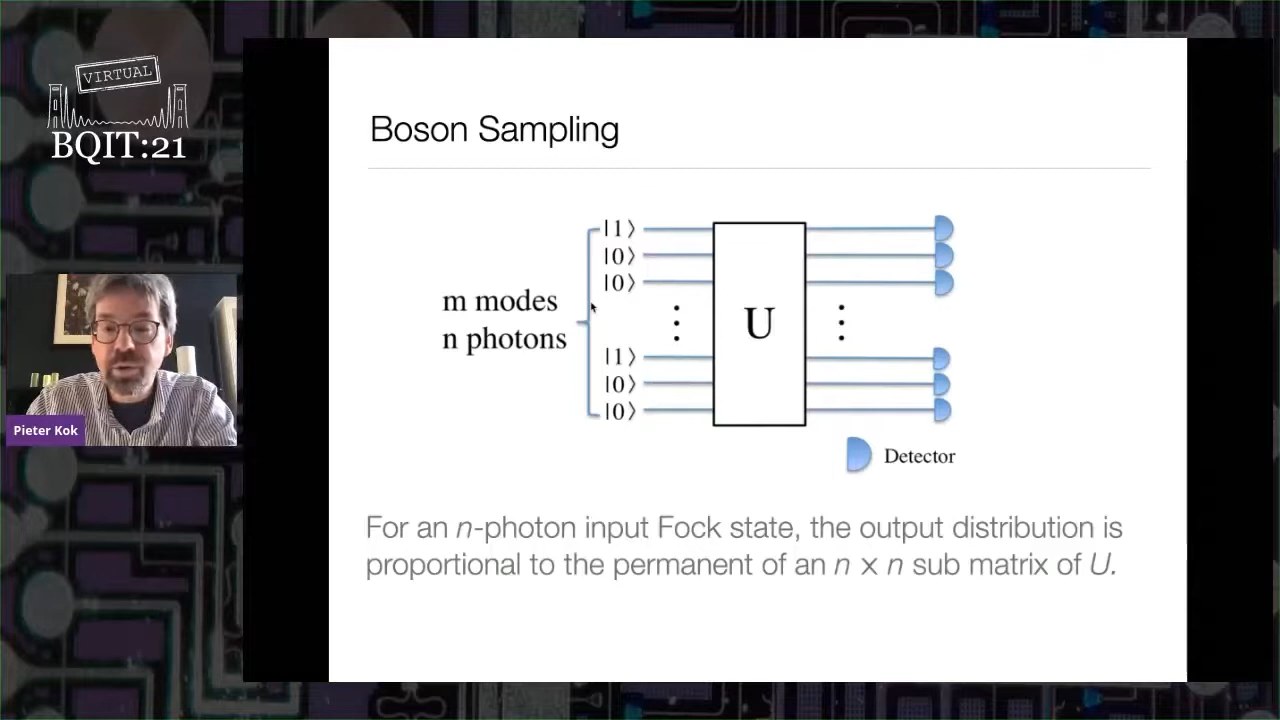 VIRTUAL
BQIT:21
Pieter Kok
Boson Sampling
m modes
n photons
|1⟩
|0⟩
|0⟩
|1⟩
|0⟩
|0⟩
U
Detector
For an n-photon input Fock state, the output distribution is
proportional to the permanent of an n × n sub matrix of U.